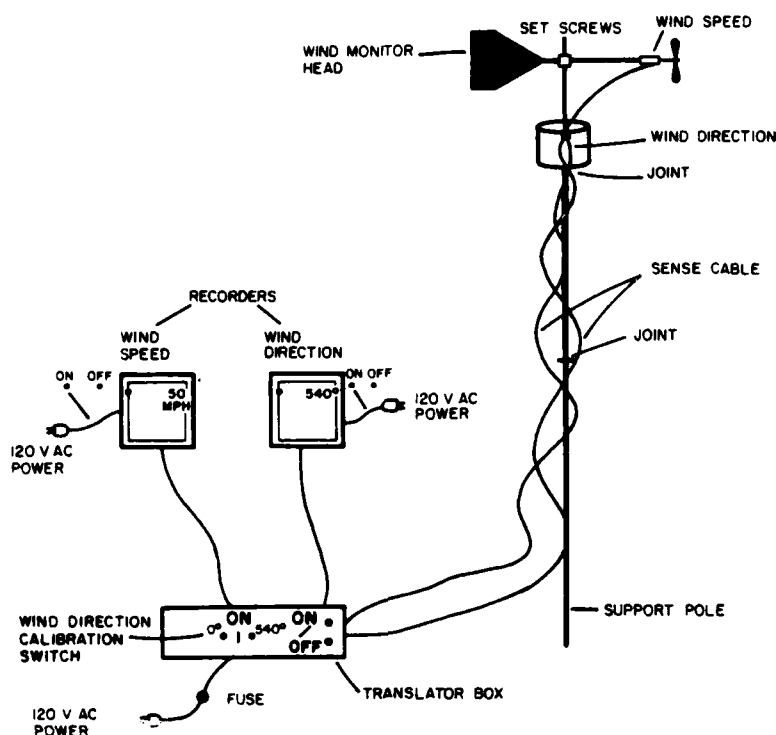 SET SCREWS
WIND SPEED
WIND MONITOR
HEAD
WIND DIRECTION
JOINT
SENSE CABLE
JOINT
RECORDERS
WIND
SPEED
WIND
DIRECTION
ON OFF
50
MPH
540°
ON OFF
120 V AC
POWER
120 V AC
POWER
WIND DIRECTION
CALIBRATION
SWITCH
0° ON 540° ON
OFF
SUPPORT POLE
TRANSLATOR BOX
FUSE
120 V AC
POWER